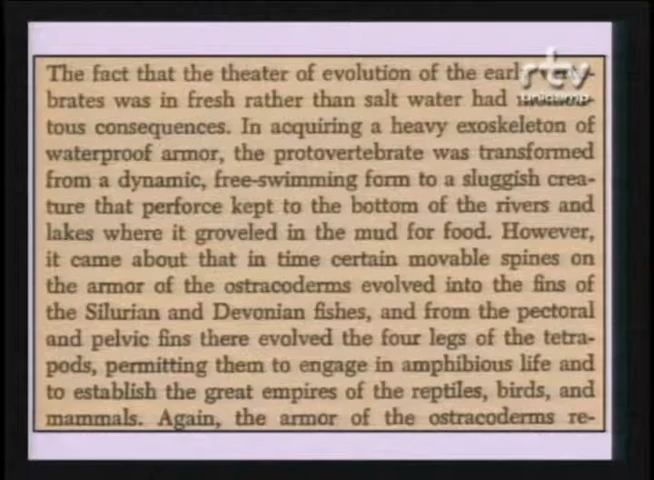 The fact that the theater of evolution of the early
brates was in fresh rather than salt water had
tous consequences. In acquiring a heavy exoskeleton of
waterproof armor, the protovertebrate was transformed
from a dynamic, free-swimming form to a sluggish crea-
ture that perforce kept to the bottom of the rivers and
lakes where it groveled in the mud for food. However,
it came about that in time certain movable spines on
the armor of the ostracoderms evolved into the fins of
the Silurian and Devonian fishes, and from the pectoral
and pelvic fins there evolved the four legs of the tetra-
pods, permitting them to engage in amphibious life and
to establish the great empires of the reptiles, birds, and
mammals. Again, the armor of the ostracoderms re-
rtv
unicamp